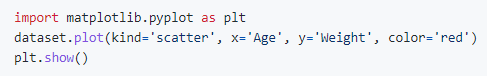 import matplotlib.pyplot as plt
dataset.plot(kind='scatter', x='Age', y='Weight', color='red')
plt.show()